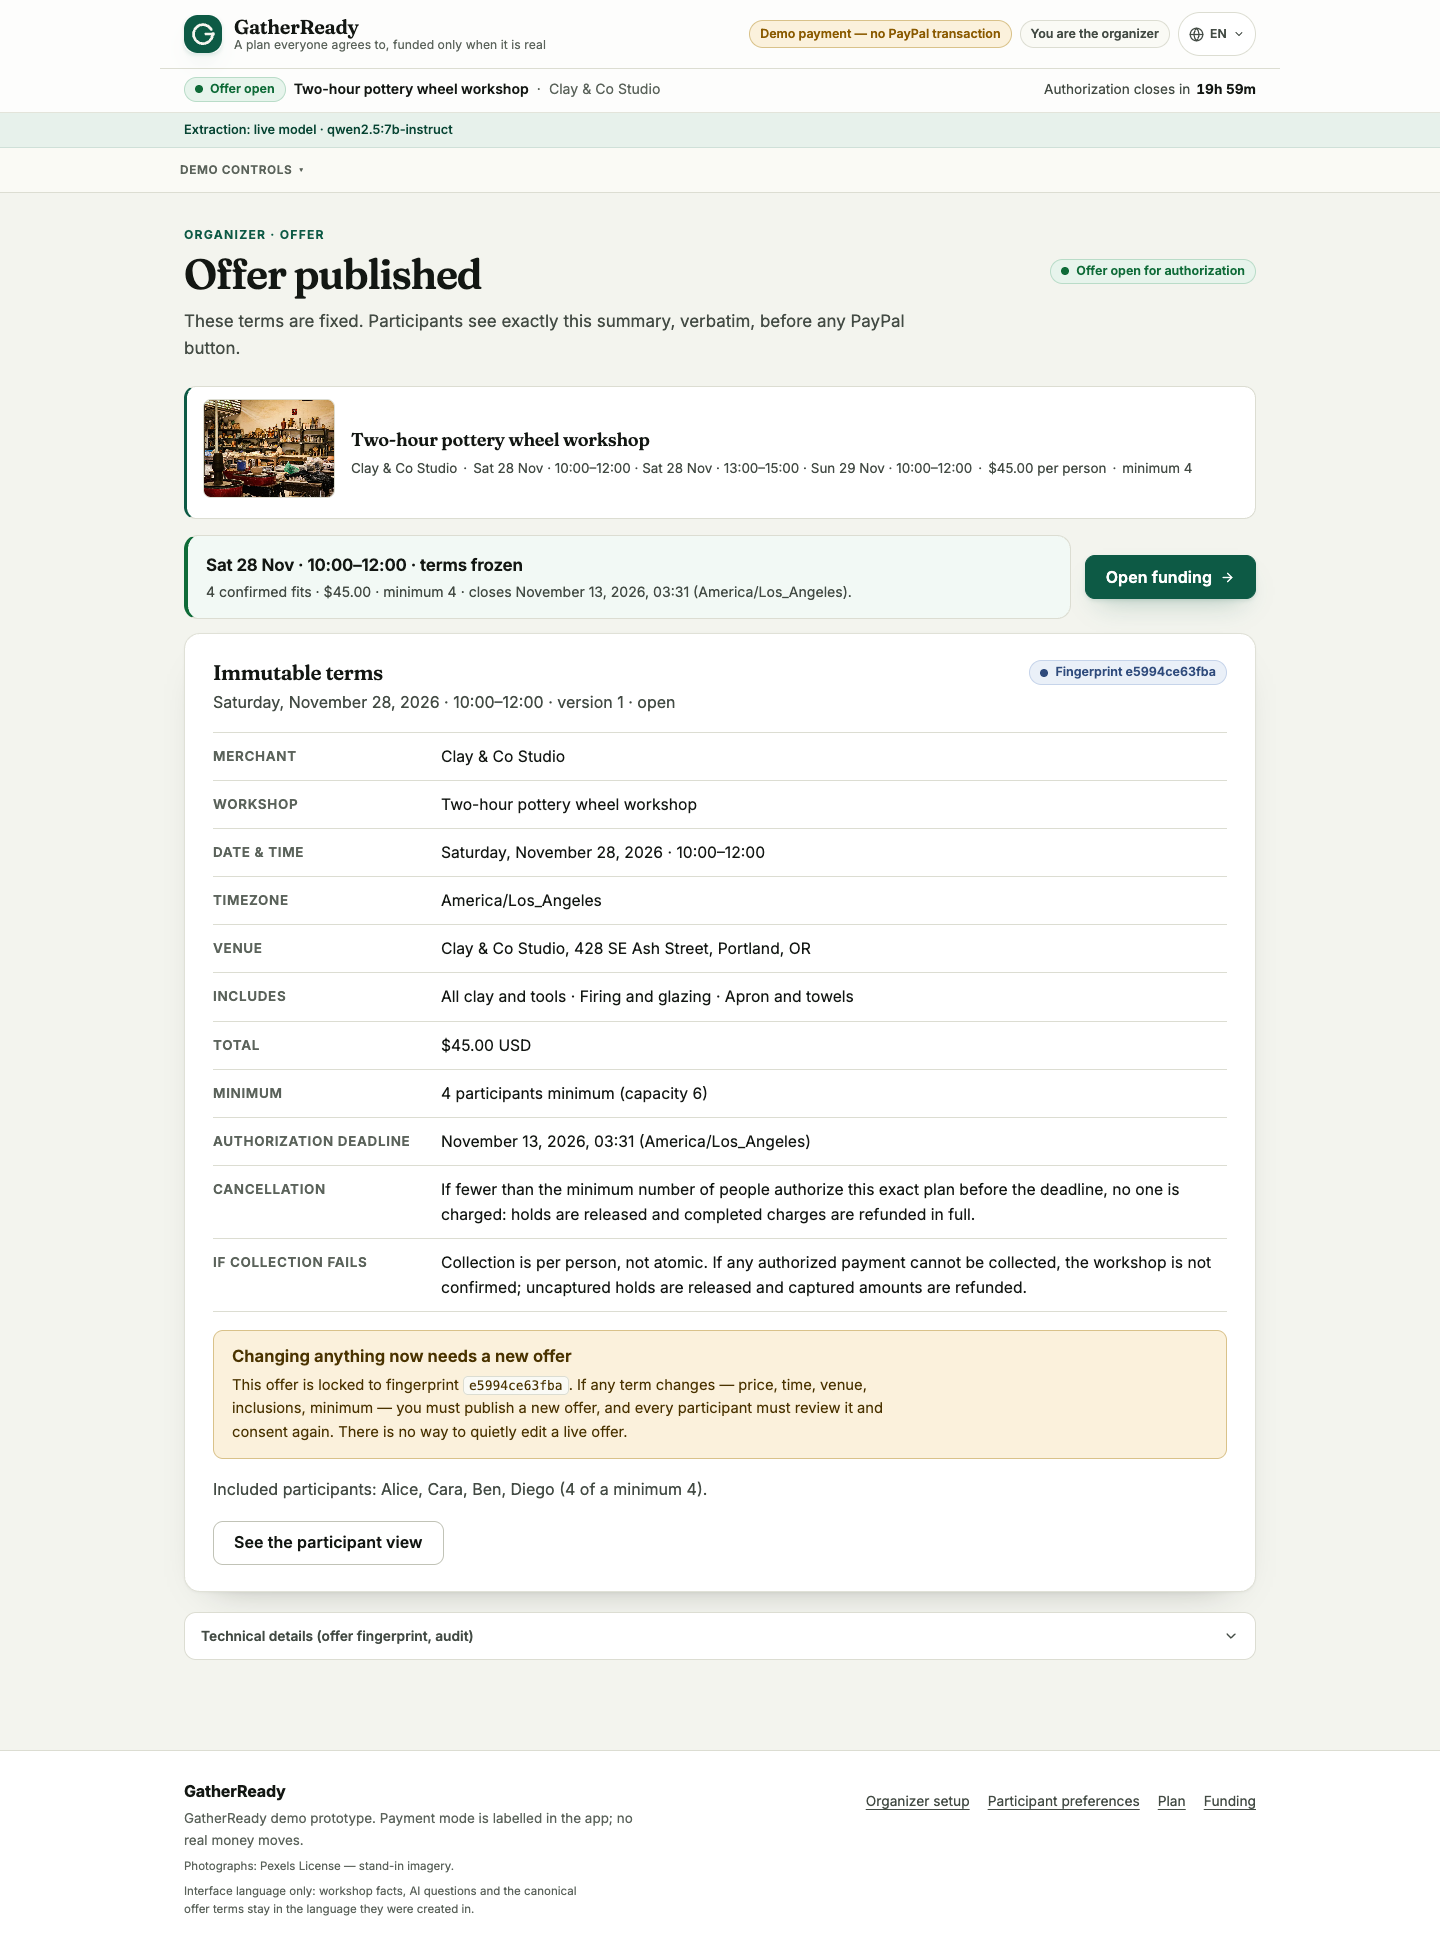 GatherReady
A plan everyone agrees to, funded only when it is real
Demo payment — no PayPal transaction
You are the organizer
EN
Offer open
Two-hour pottery wheel workshop · Clay & Co Studio
Authorization closes in 19h 59m
Extraction: live model · qwen2.5:7b-instruct
DEMO CONTROLS
ORGANIZER · OFFER
Offer published
Offer open for authorization
These terms are fixed. Participants see exactly this summary, verbatim, before any PayPal
button.
Two-hour pottery wheel workshop
Clay & Co Studio · Sat 28 Nov · 10:00–12:00 · Sat 28 Nov · 13:00–15:00 · Sun 29 Nov · 10:00–12:00 · $45.00 per person · minimum 4
Sat 28 Nov · 10:00–12:00 · terms frozen
4 confirmed fits · $45.00 · minimum 4 · closes November 13, 2026, 03:31 (America/Los_Angeles).
Open funding →
Immutable terms
Fingerprint e5994ce63fba
Saturday, November 28, 2026 · 10:00–12:00 · version 1 · open
MERCHANT Clay & Co Studio
WORKSHOP Two-hour pottery wheel workshop
DATE & TIME Saturday, November 28, 2026 · 10:00–12:00
TIMEZONE America/Los_Angeles
VENUE Clay & Co Studio, 428 SE Ash Street, Portland, OR
INCLUDES All clay and tools · Firing and glazing · Apron and towels
TOTAL $45.00 USD
MINIMUM 4 participants minimum (capacity 6)
AUTHORIZATION DEADLINE November 13, 2026, 03:31 (America/Los_Angeles)
CANCELLATION If fewer than the minimum number of people authorize this exact plan before the deadline, no one is
charged: holds are released and completed charges are refunded in full.
IF COLLECTION FAILS Collection is per person, not atomic. If any authorized payment cannot be collected, the workshop is not
confirmed; uncaptured holds are released and captured amounts are refunded.
Changing anything now needs a new offer
This offer is locked to fingerprint e5994ce63fba. If any term changes — price, time, venue,
inclusions, minimum — you must publish a new offer, and every participant must review it and
consent again. There is no way to quietly edit a live offer.
Included participants: Alice, Cara, Ben, Diego (4 of a minimum 4).
See the participant view
Technical details (offer fingerprint, audit)
GatherReady
GatherReady demo prototype. Payment mode is labelled in the app; no
real money moves.
Photographs: Pexels License — stand-in imagery.
Interface language only: workshop facts, AI questions and the canonical
offer terms stay in the language they were created in.
Organizer setup Participant preferences Plan Funding